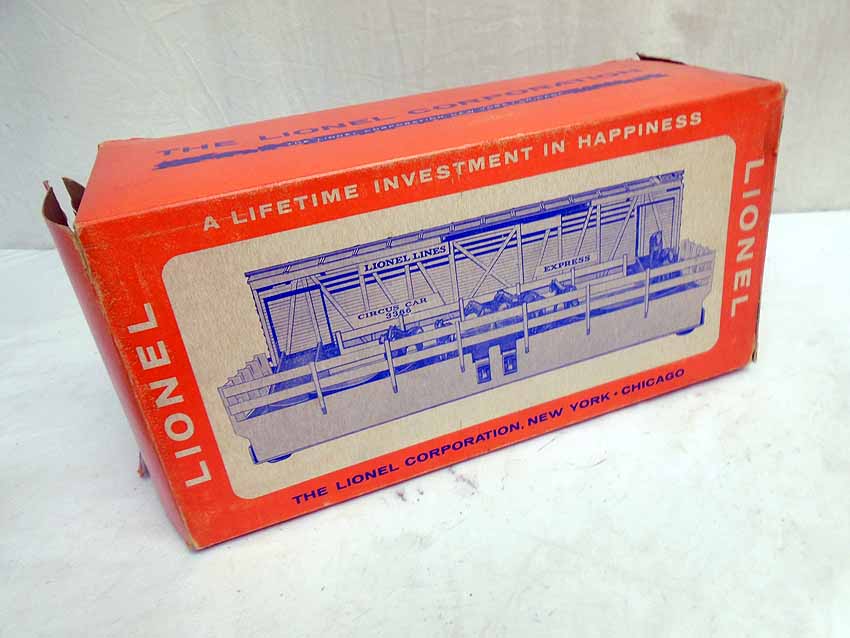 THE LIONEL CORPORATION
A LIFETIME INVESTMENT IN HAPPINESS
LIONEL
LIONEL LINES
EXPRESS
CIRCUS CAR
3366
LIONEL
THE LIONEL CORPORATION. NEW YORK • CHICAGO